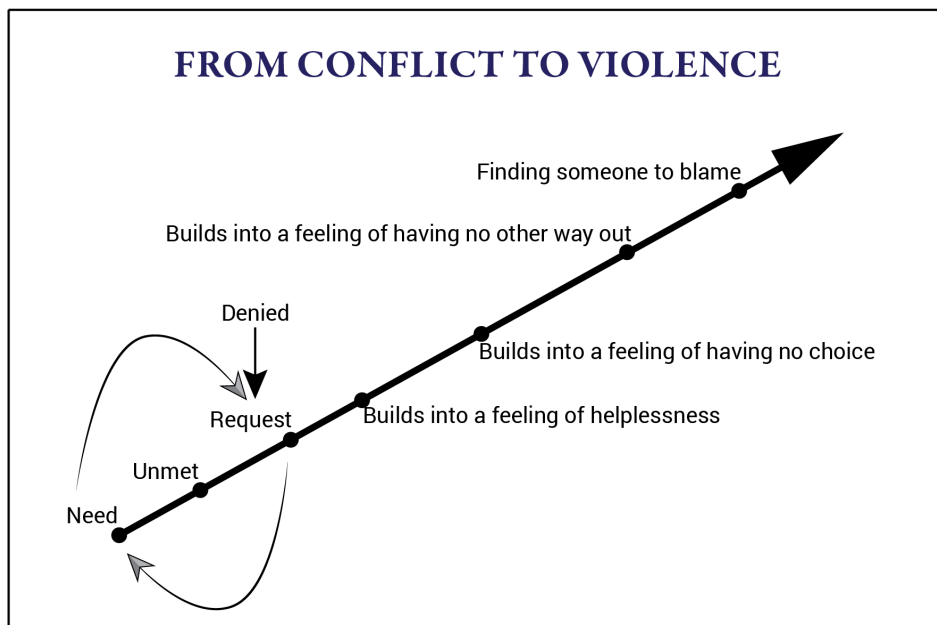 FROM CONFLICT TO VIOLENCE
Finding someone to blame
Builds into a feeling of having no other way out
Denied
Builds into a feeling of having no choice
Request
Builds into a feeling of helplessness
Unmet
Need